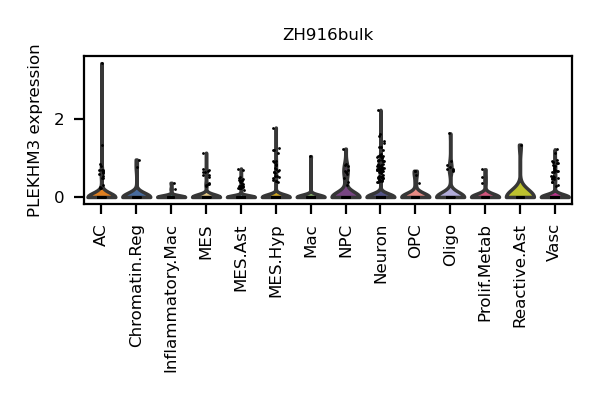 ZH916bulk
PLEKHM3 expression
2
0
AC
Chromatin.Reg
Inflammatory.Mac
MES
MES.Ast
MES.Hyp
Mac
NPC
Neuron
OPC
Oligo
Prolif.Metab
Reactive.Ast
Vasc